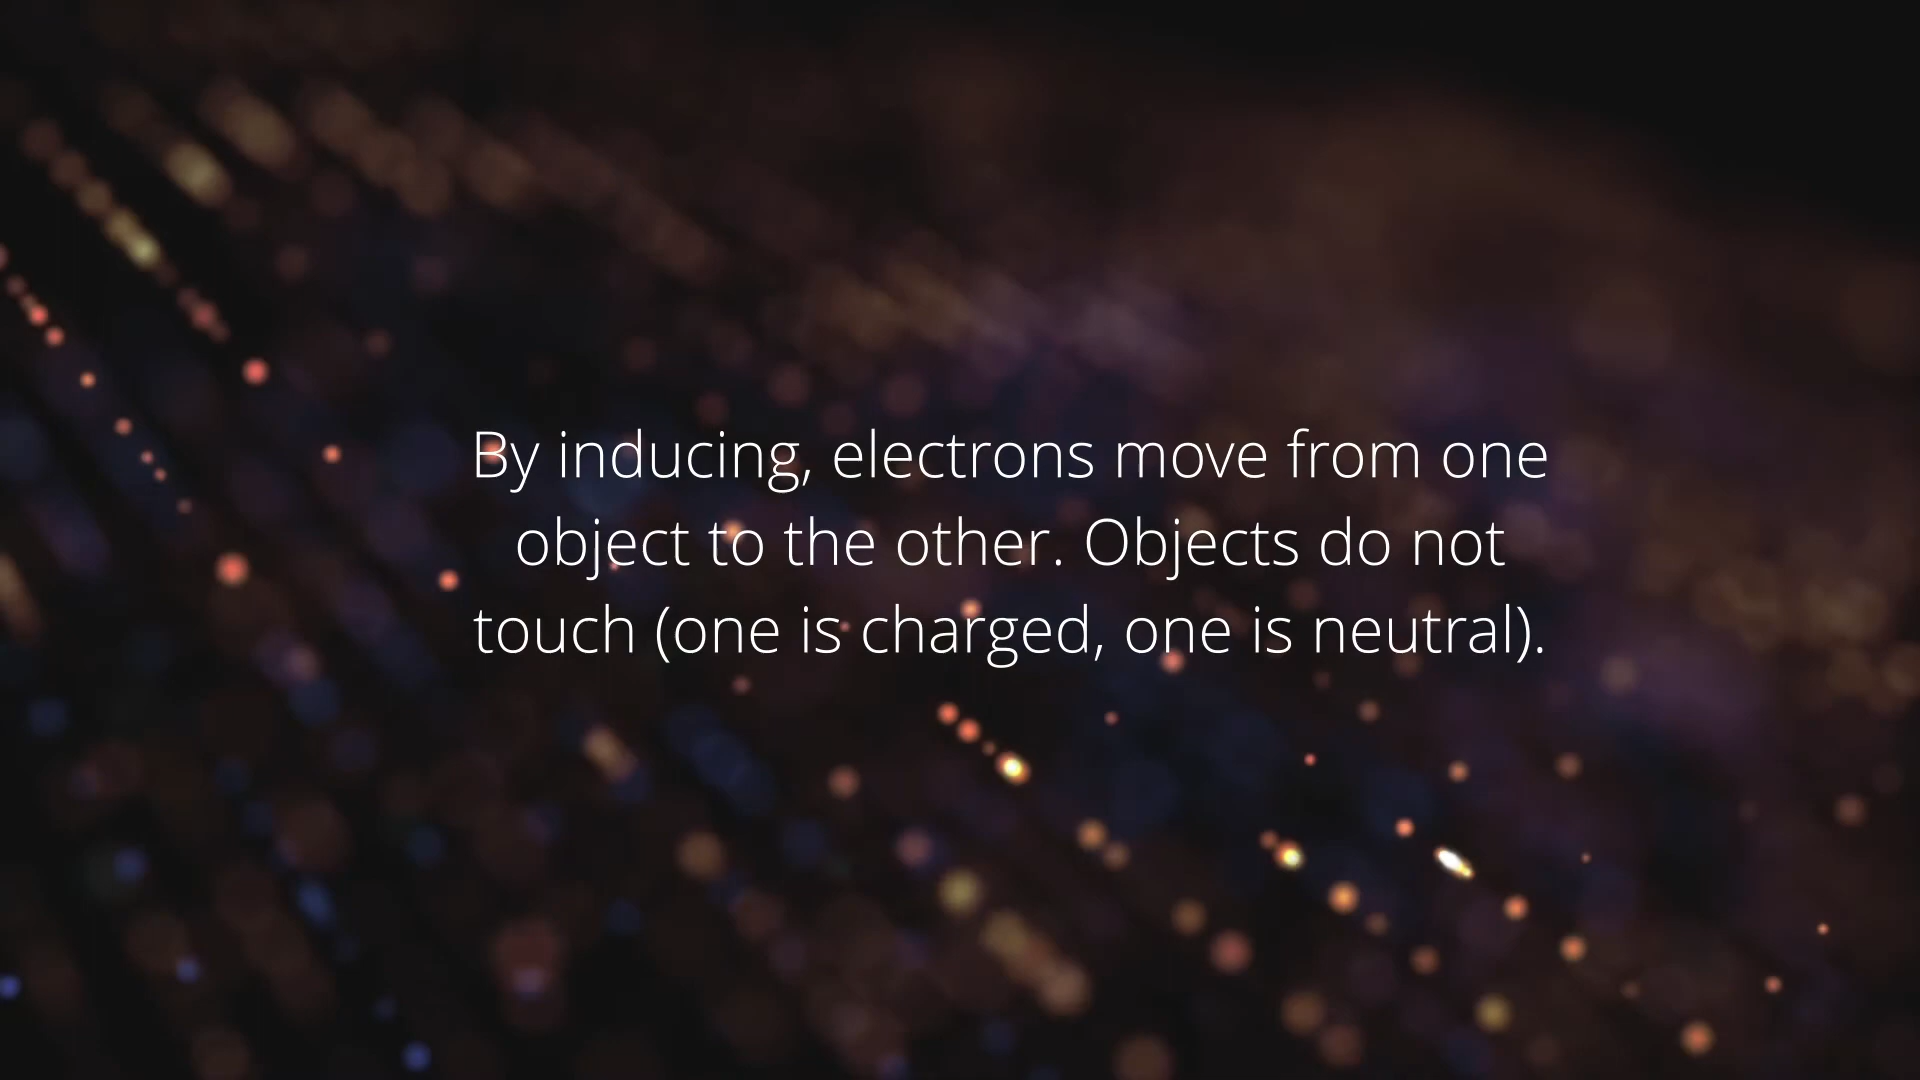 By inducing, electrons move from one
object to the other. Objects do not
touch (one is charged, one is neutral).